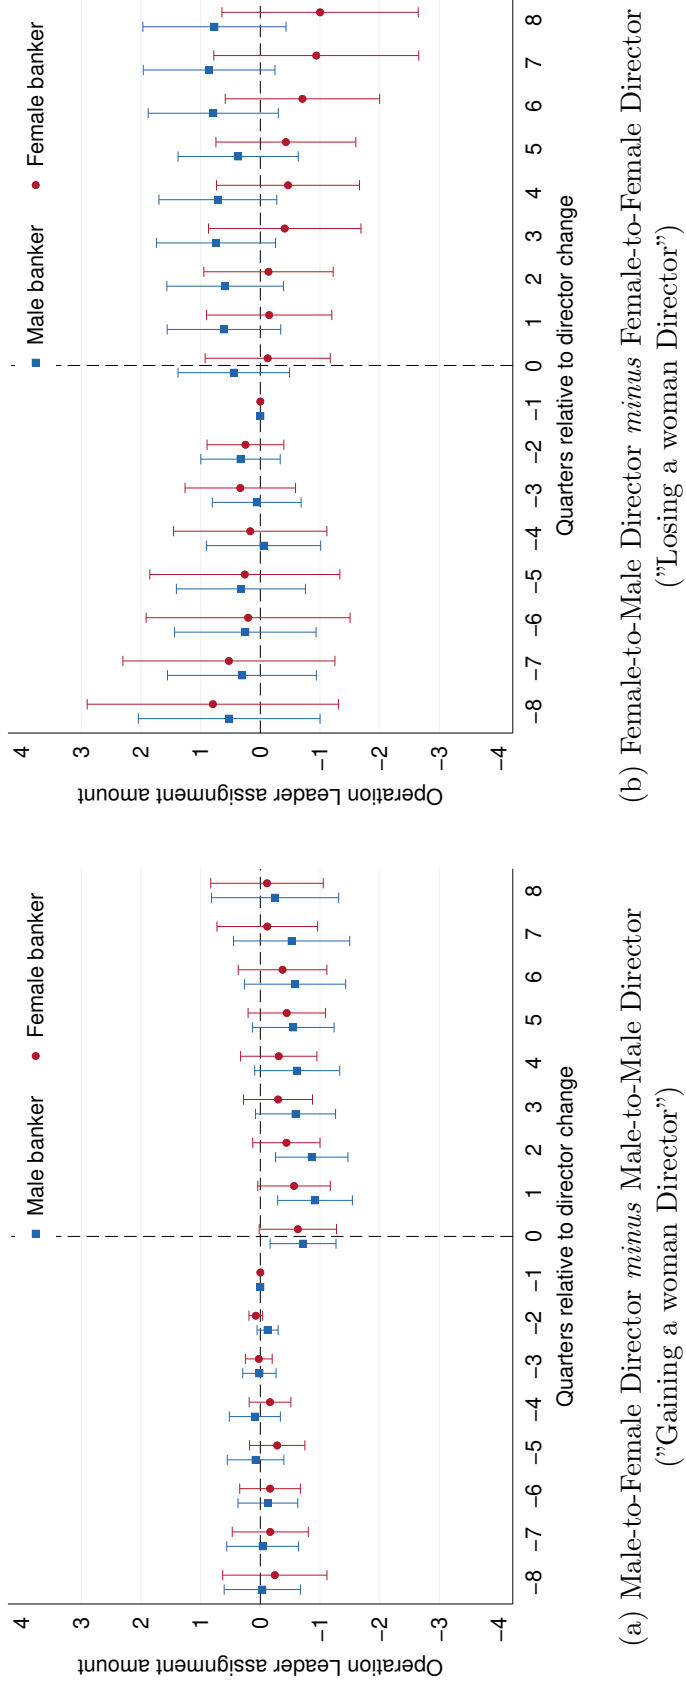 Male banker
Female banker
Operation Leader assignment amount
4
3
2
1
0
−1
−2
−3
−4
−8 −7 −6 −5 −4 −3 −2 −1 0 1 2 3 4 5 6 7 8
Quarters relative to director change
(a) Male-to-Female Director minus Male-to-Male Director
(”Gaining a woman Director”)
Male banker
Female banker
Operation Leader assignment amount
4
3
2
1
0
−1
−2
−3
−4
−8 −7 −6 −5 −4 −3 −2 −1 0 1 2 3 4 5 6 7 8
Quarters relative to director change
(b) Female-to-Male Director minus Female-to-Female Director
(”Losing a woman Director”)